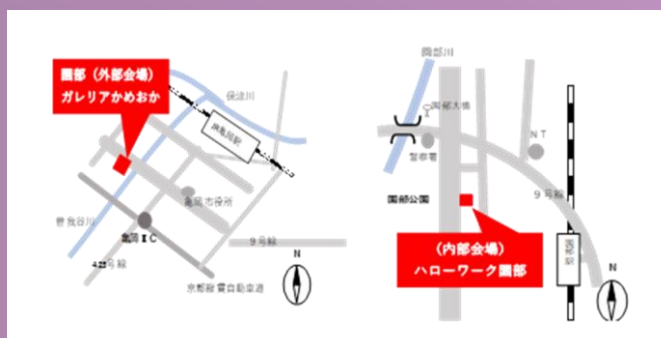 園部（外部会場）
ガレリアかめおか
保津川
JR亀岡駅
曽我谷川
亀岡市役所
亀岡IC
423号線
9号線
京都縦貫自動車道
N
園部川
園部大橋
警察署
NT
園部公園
9号線
（内部会場）
ハローワーク園部
園部駅
N